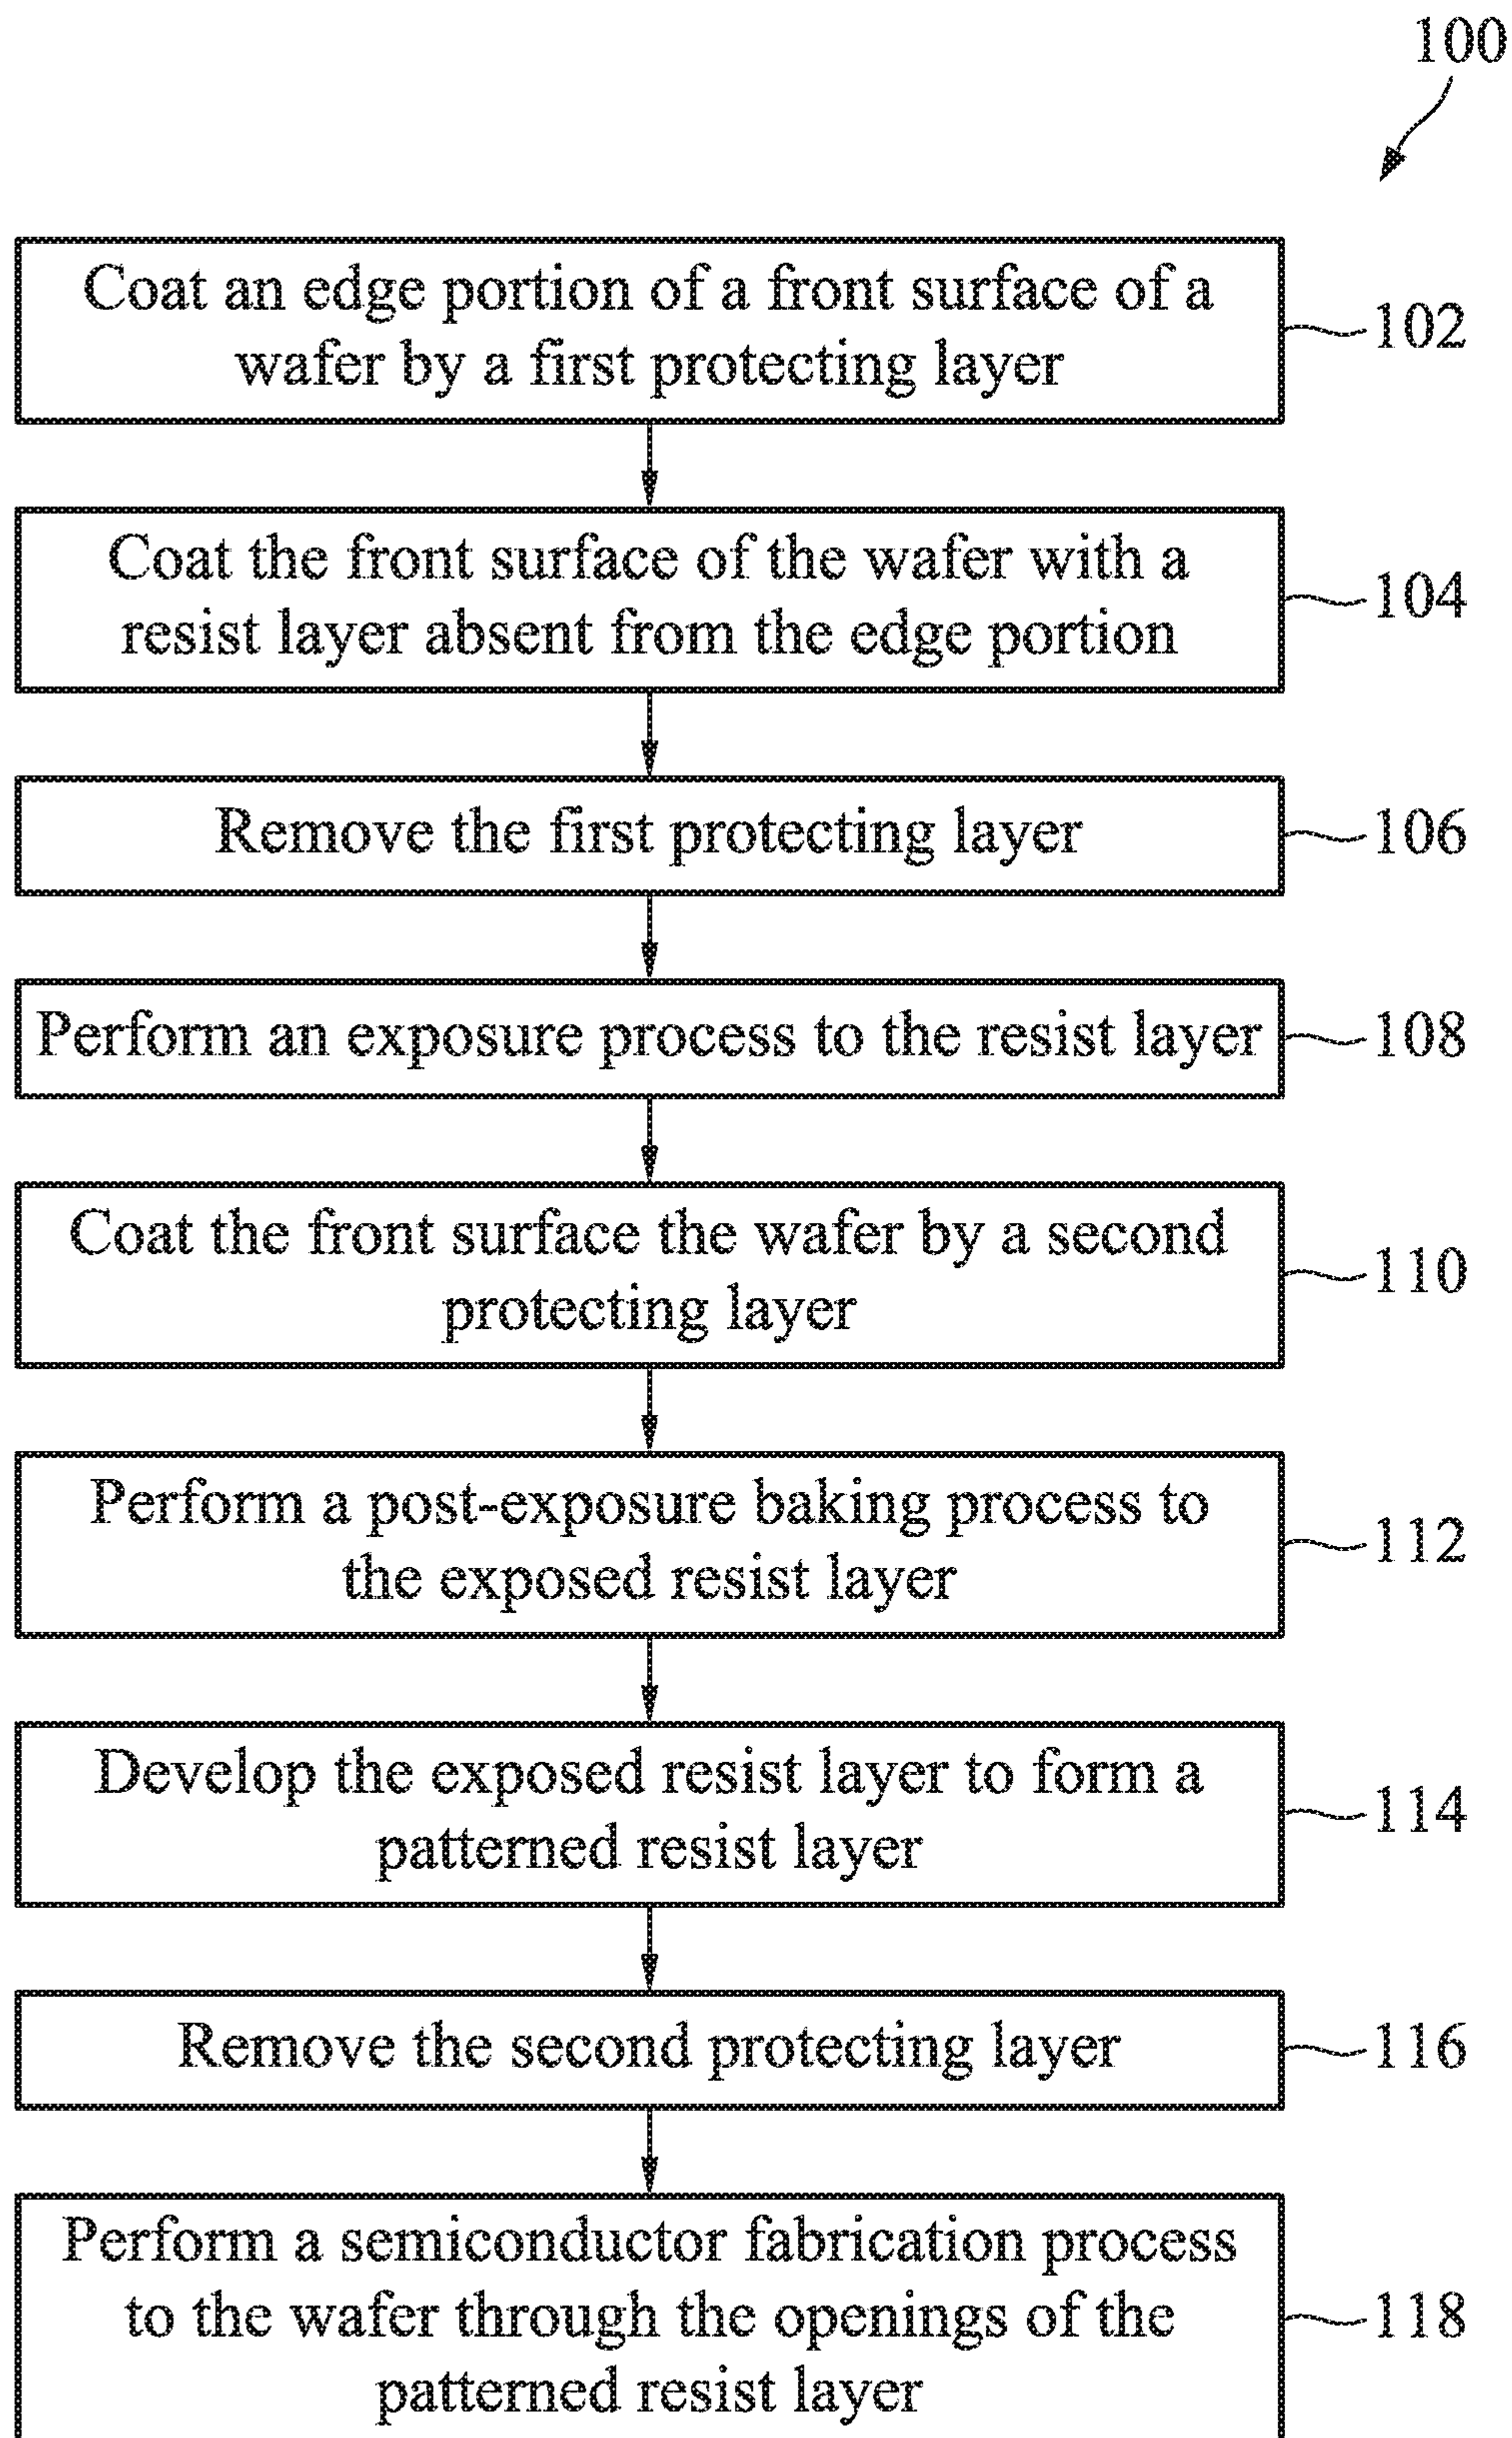 100
Coat an edge portion of a front surface of a
wafer by a first protecting layer
102
Coat the front surface of the wafer with a
resist layer absent from the edge portion
104
Remove the first protecting layer
106
Perform an exposure process to the resist layer
108
Coat the front surface the wafer by a second
protecting layer
110
Perform a post-exposure baking process to
the exposed resist layer
112
Develop the exposed resist layer to form a
patterned resist layer
114
Remove the second protecting layer
116
Perform a semiconductor fabrication process
to the wafer through the openings of the
patterned resist layer
118